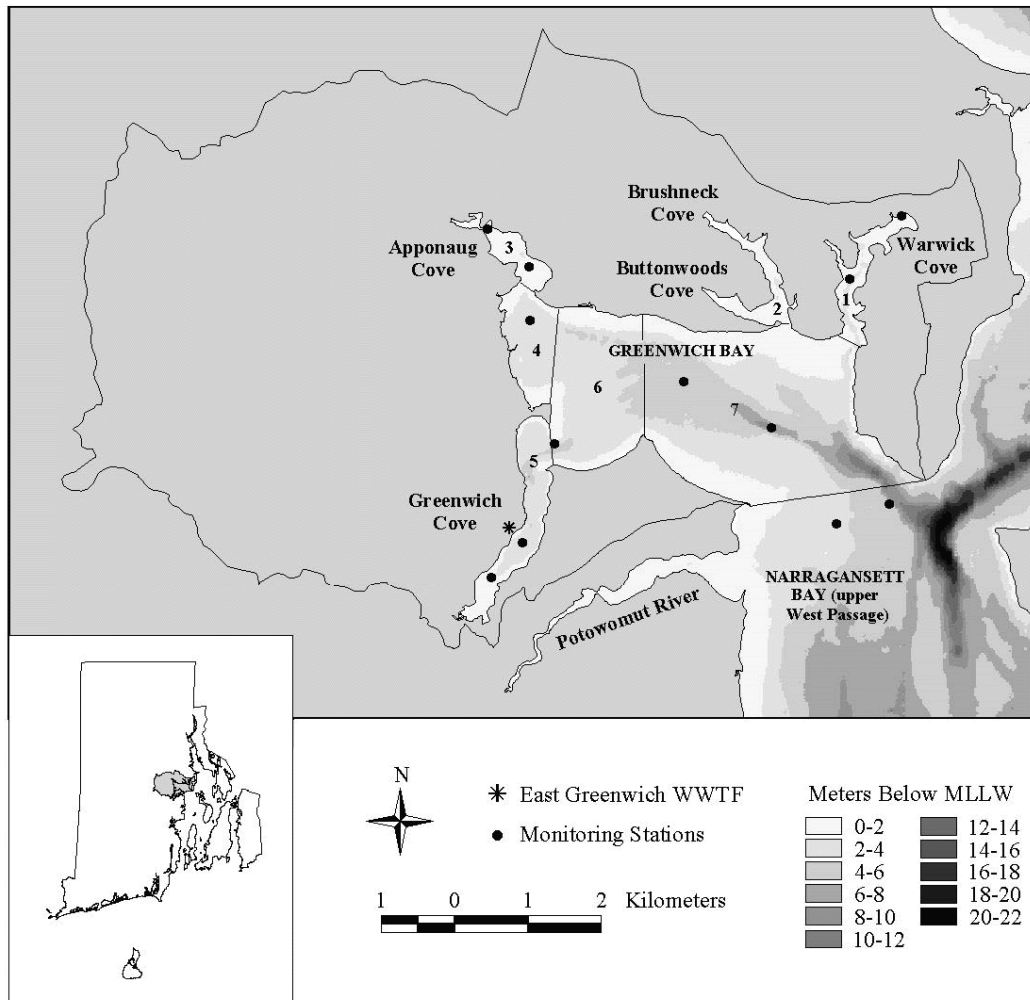 Brushneck
Cove
Apponaug
Cove
3
Buttonwoods
Cove
Warwick
Cove
2
1
4
GREENWICH BAY
6
7
5
Greenwich
Cove
NARRAGANSETT
BAY (upper
West Passage)
Potowomut River
N
East Greenwich WWTF
Monitoring Stations
1 0 1 2 Kilometers
Meters Below MLLW
0-2 12-14
2-4 14-16
4-6 16-18
6-8 18-20
8-10 20-22
10-12